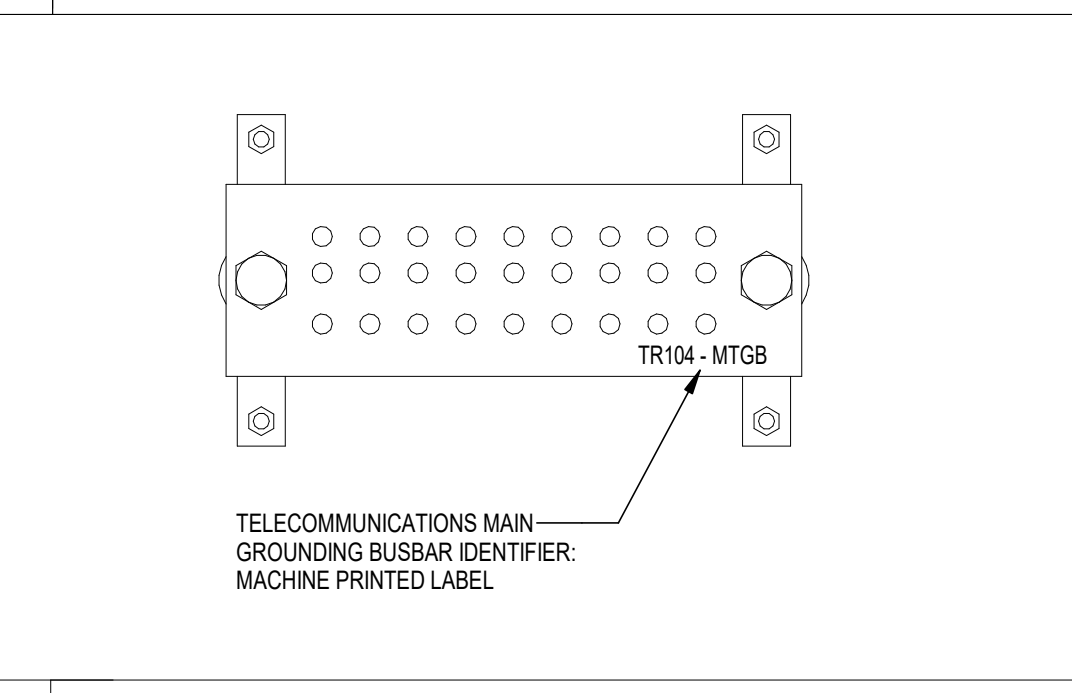 TR104 - MTGB
TELECOMMUNICATIONS MAIN
GROUNDING BUSBAR IDENTIFIER:
MACHINE PRINTED LABEL